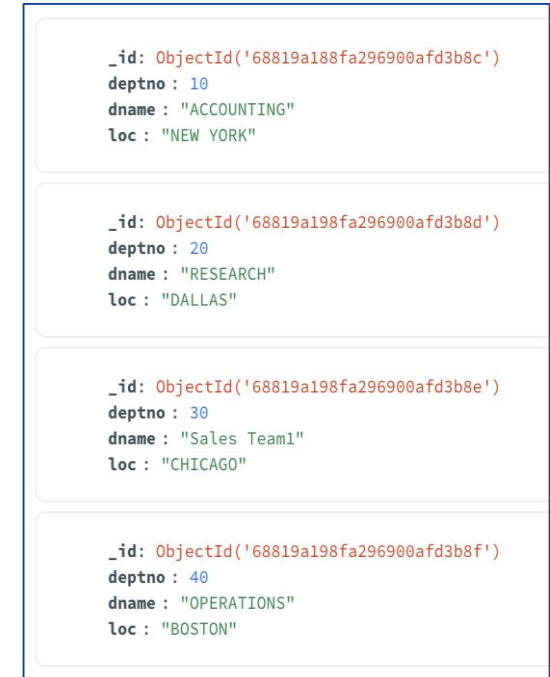 _id: ObjectId('68819a188fa296900afd3b8c')
deptno : 10
dname : "ACCOUNTING"
loc : "NEW YORK"
_id: ObjectId('68819a198fa296900afd3b8d')
deptno : 20
dname : "RESEARCH"
loc : "DALLAS"
_id: ObjectId('68819a198fa296900afd3b8e')
deptno : 30
dname : "Sales Team1"
loc : "CHICAGO"
_id: ObjectId('68819a198fa296900afd3b8f')
deptno : 40
dname : "OPERATIONS"
loc : "BOSTON"